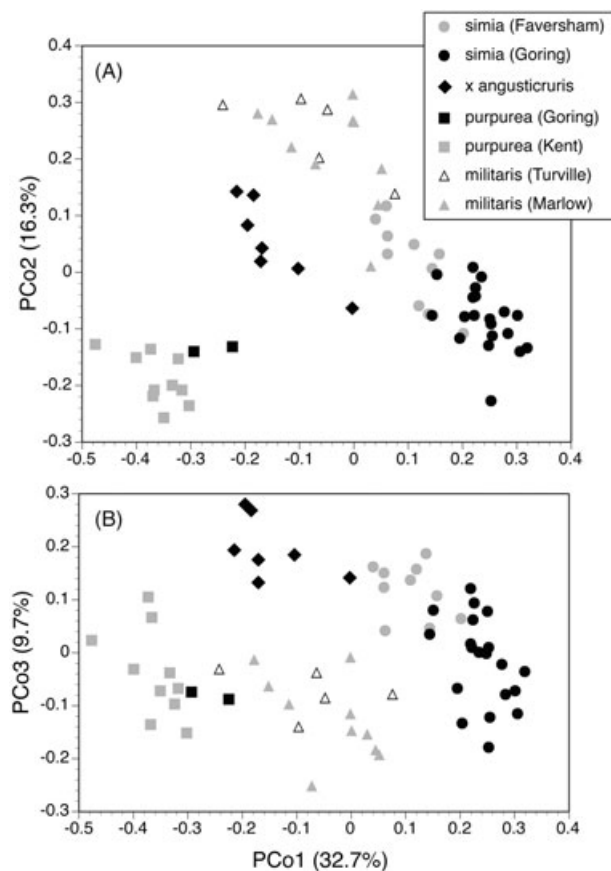 simia (Faversham)
simia (Goring)
x angusticruris
purpurea (Goring)
purpurea (Kent)
militaris (Turville)
militaris (Marlow)
(A)
0.4
0.3
0.2
0.1
0
-0.1
-0.2
-0.3
PCo2 (16.3%)
-0.5 -0.4 -0.3 -0.2 -0.1 0 0.1 0.2 0.3 0.4
(B)
0.3
0.2
0.1
0
-0.1
-0.2
-0.3
PCo3 (9.7%)
-0.5 -0.4 -0.3 -0.2 -0.1 0 0.1 0.2 0.3 0.4
PCo1 (32.7%)